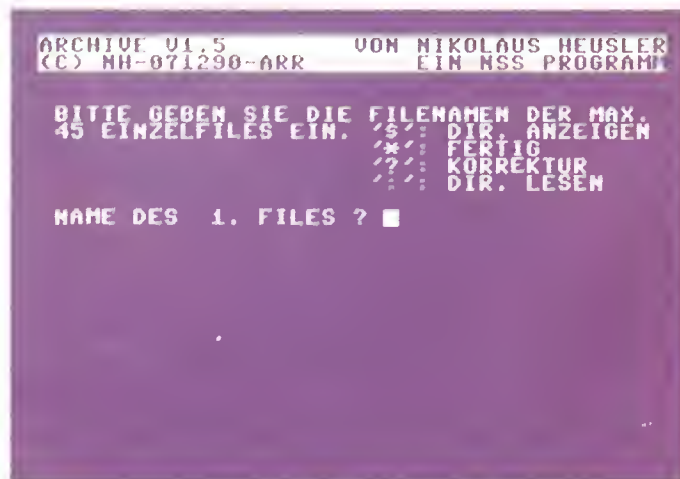 ARCHIVE V1.5 VON NIKOLAUS HEUSLER
(C) NH-071290-ARR EIN NSS PROGRAMM
BITTE GEBEN SIE DIE FILENAMEN DER MAX.
45 EINZELFILES EIN. '$': DIR. ANZEIGEN
'*': FERTIG
'?': KORREKTUR
':': DIR. LESEN
NAME DES 1. FILES ?